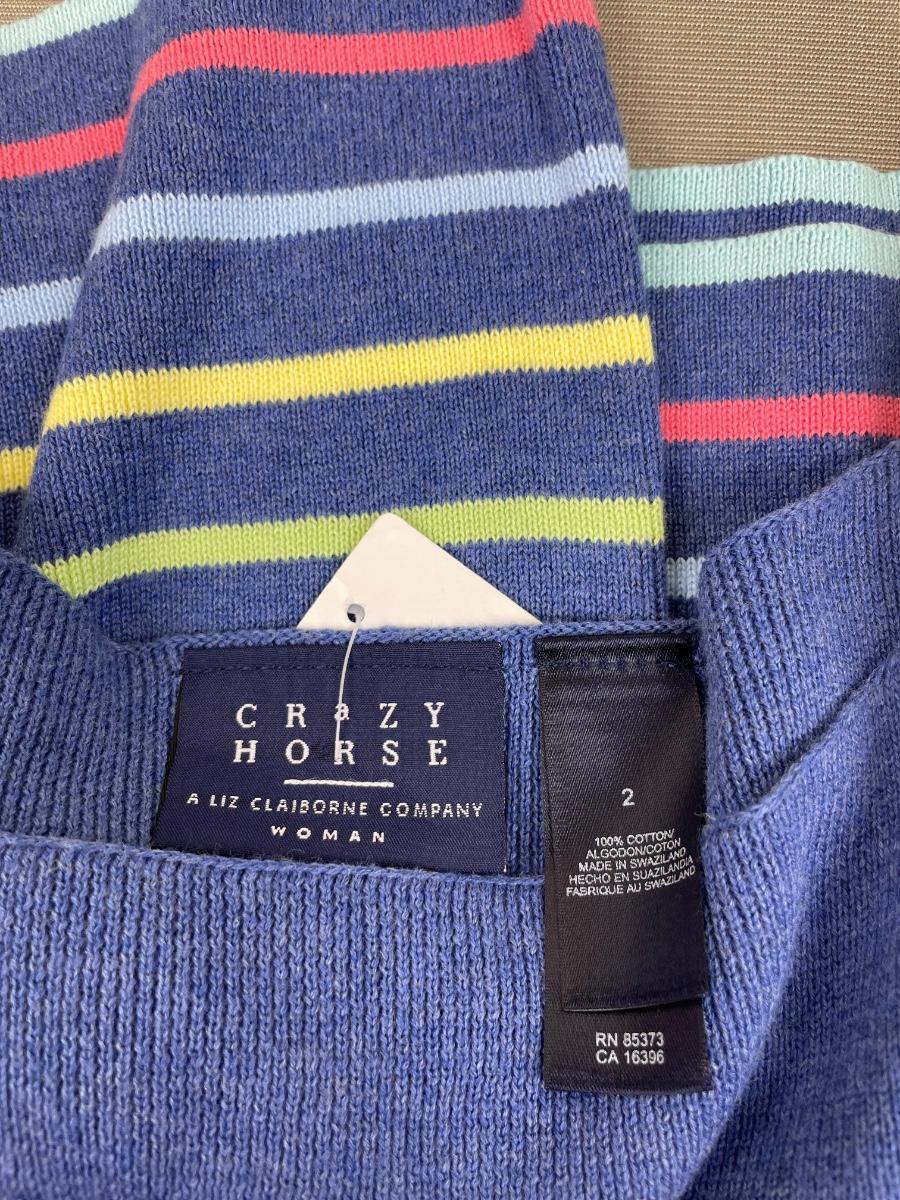 CRaZY
HORSE
A LIZ CLAIBORNE COMPANY
WOMAN
2
100% COTTON/
ALGODON/COTON
MADE IN SWAZILAND
HECHO EN SUAZILANDIA
FABRIQUE AU SWAZILAND
RN 85373
CA 16396